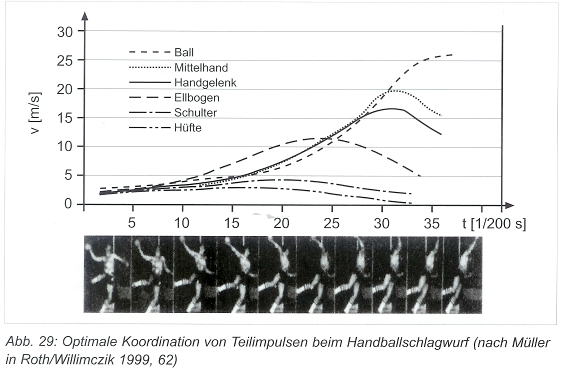 30
25
20
15
10
5
0
v [m/s]
Ball
Mittelhand
Handgelenk
Ellbogen
Schulter
Hüfte
5 10 15 20 25 30 35 t [1/200 s]
Abb. 29: Optimale Koordination von Teilimpulsen beim Handballschlagwurf (nach Müller
in Roth/Willimczik 1999, 62)